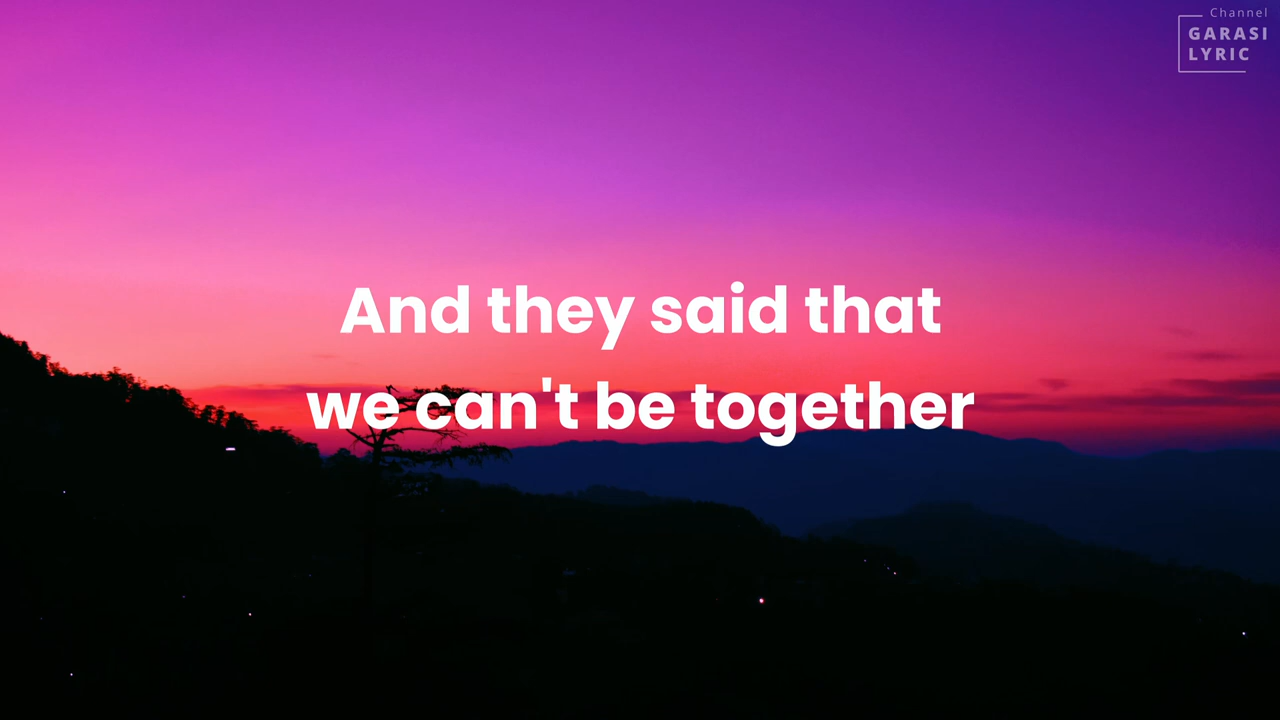 Channel
GARASI
LYRIC
And they said that
we can't be together